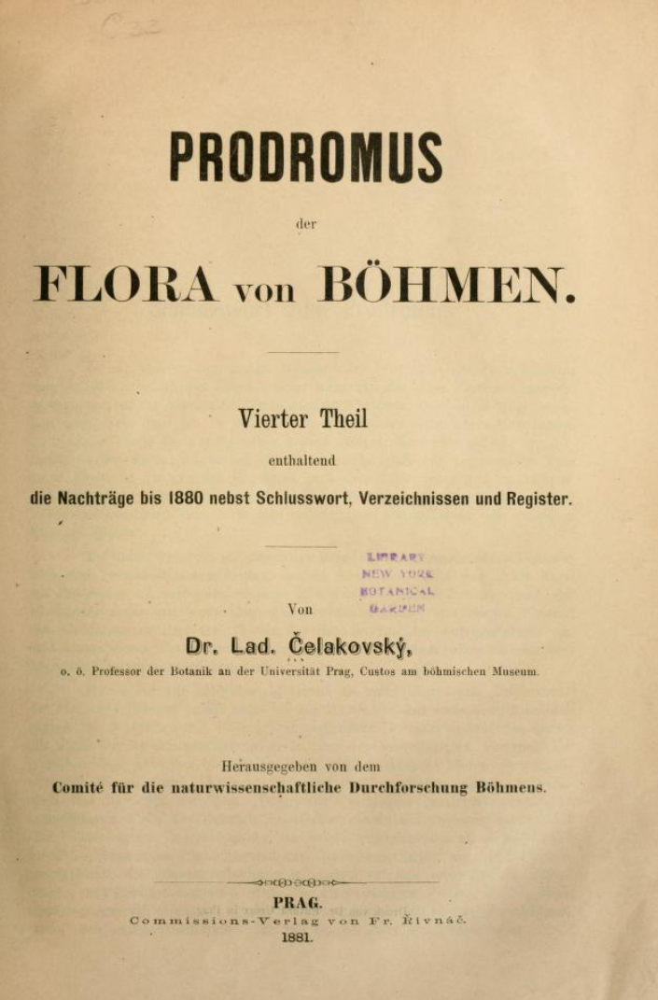 PRODROMUS
der
FLORA von BÖHMEN.
Vierter Theil
enthaltend
die Nachträge bis 1880 nebst Schlusswort, Verzeichnissen und Register.
LIBRARY
NEW YORK
BOTANICAL
GARDEN
Von
Dr. Lad. Čelakovský,
o. ö. Professor der Botanik an der Universität Prag, Custos am böhmischen Museum.
Herausgegeben von dem
Comité für die naturwissenschaftliche Durchforschung Böhmens.
PRAG.
Commissions-Verlag von Fr. Řivnáč.
1881.